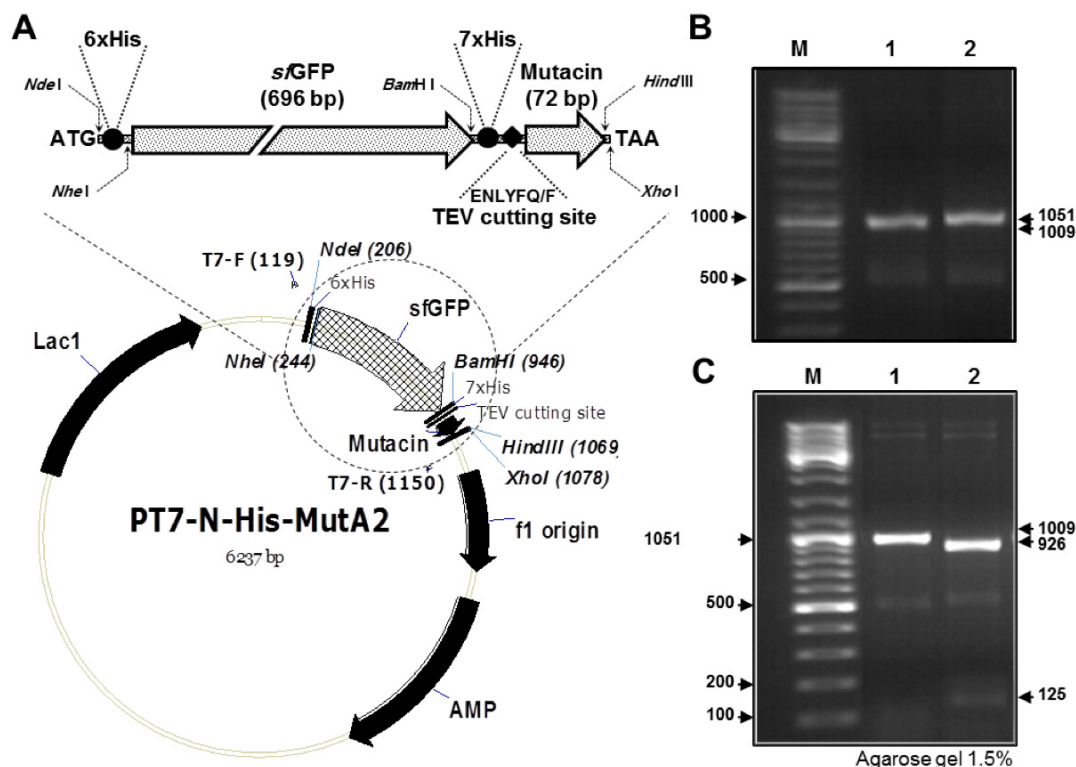 A
6xHis
7xHis
NdeI
sfGFP
(696 bp)
BamH I
Mutacin
(72 bp)
HindIII
ATG
TAA
NheI
ENLYFQ/F
TEV cutting site
XhoI
T7-F (119)
NdeI (206)
6xHis
sfGFP
Lac1
NheI (244)
BamHI (946)
7xHis
TEV cutting site
Mutacin
HindIII (1069)
T7-R (1150)
XhoI (1078)
PT7-N-His-MutA2
6237 bp
f1 origin
AMP
B
M 1 2
1000
1051
1009
500
C
M 1 2
1051
1009
926
500
200
125
100
Agarose gel 1.5%